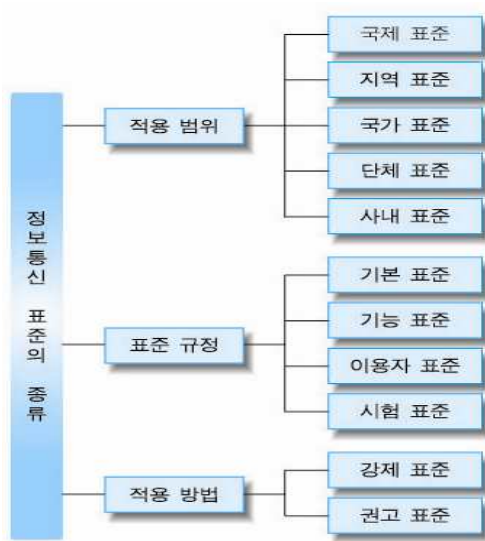 정보통신 표준의 종류
적용 범위
국제 표준
지역 표준
국가 표준
단체 표준
사내 표준
표준 규정
기본 표준
기능 표준
이용자 표준
시험 표준
적용 방법
강제 표준
권고 표준